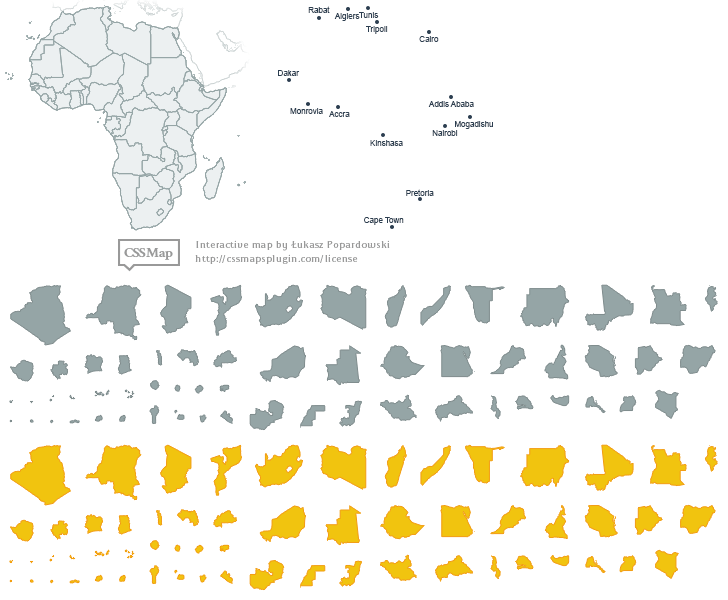 Rabat
Algiers
Tunis
Tripoli
Cairo
Dakar
Monrovia
Accra
Addis Ababa
Mogadishu
Nairobi
Kinshasa
Pretoria
Cape Town
CSSMap
Interactive map by Łukasz Popardowski
http://cssmapsplugin.com/license